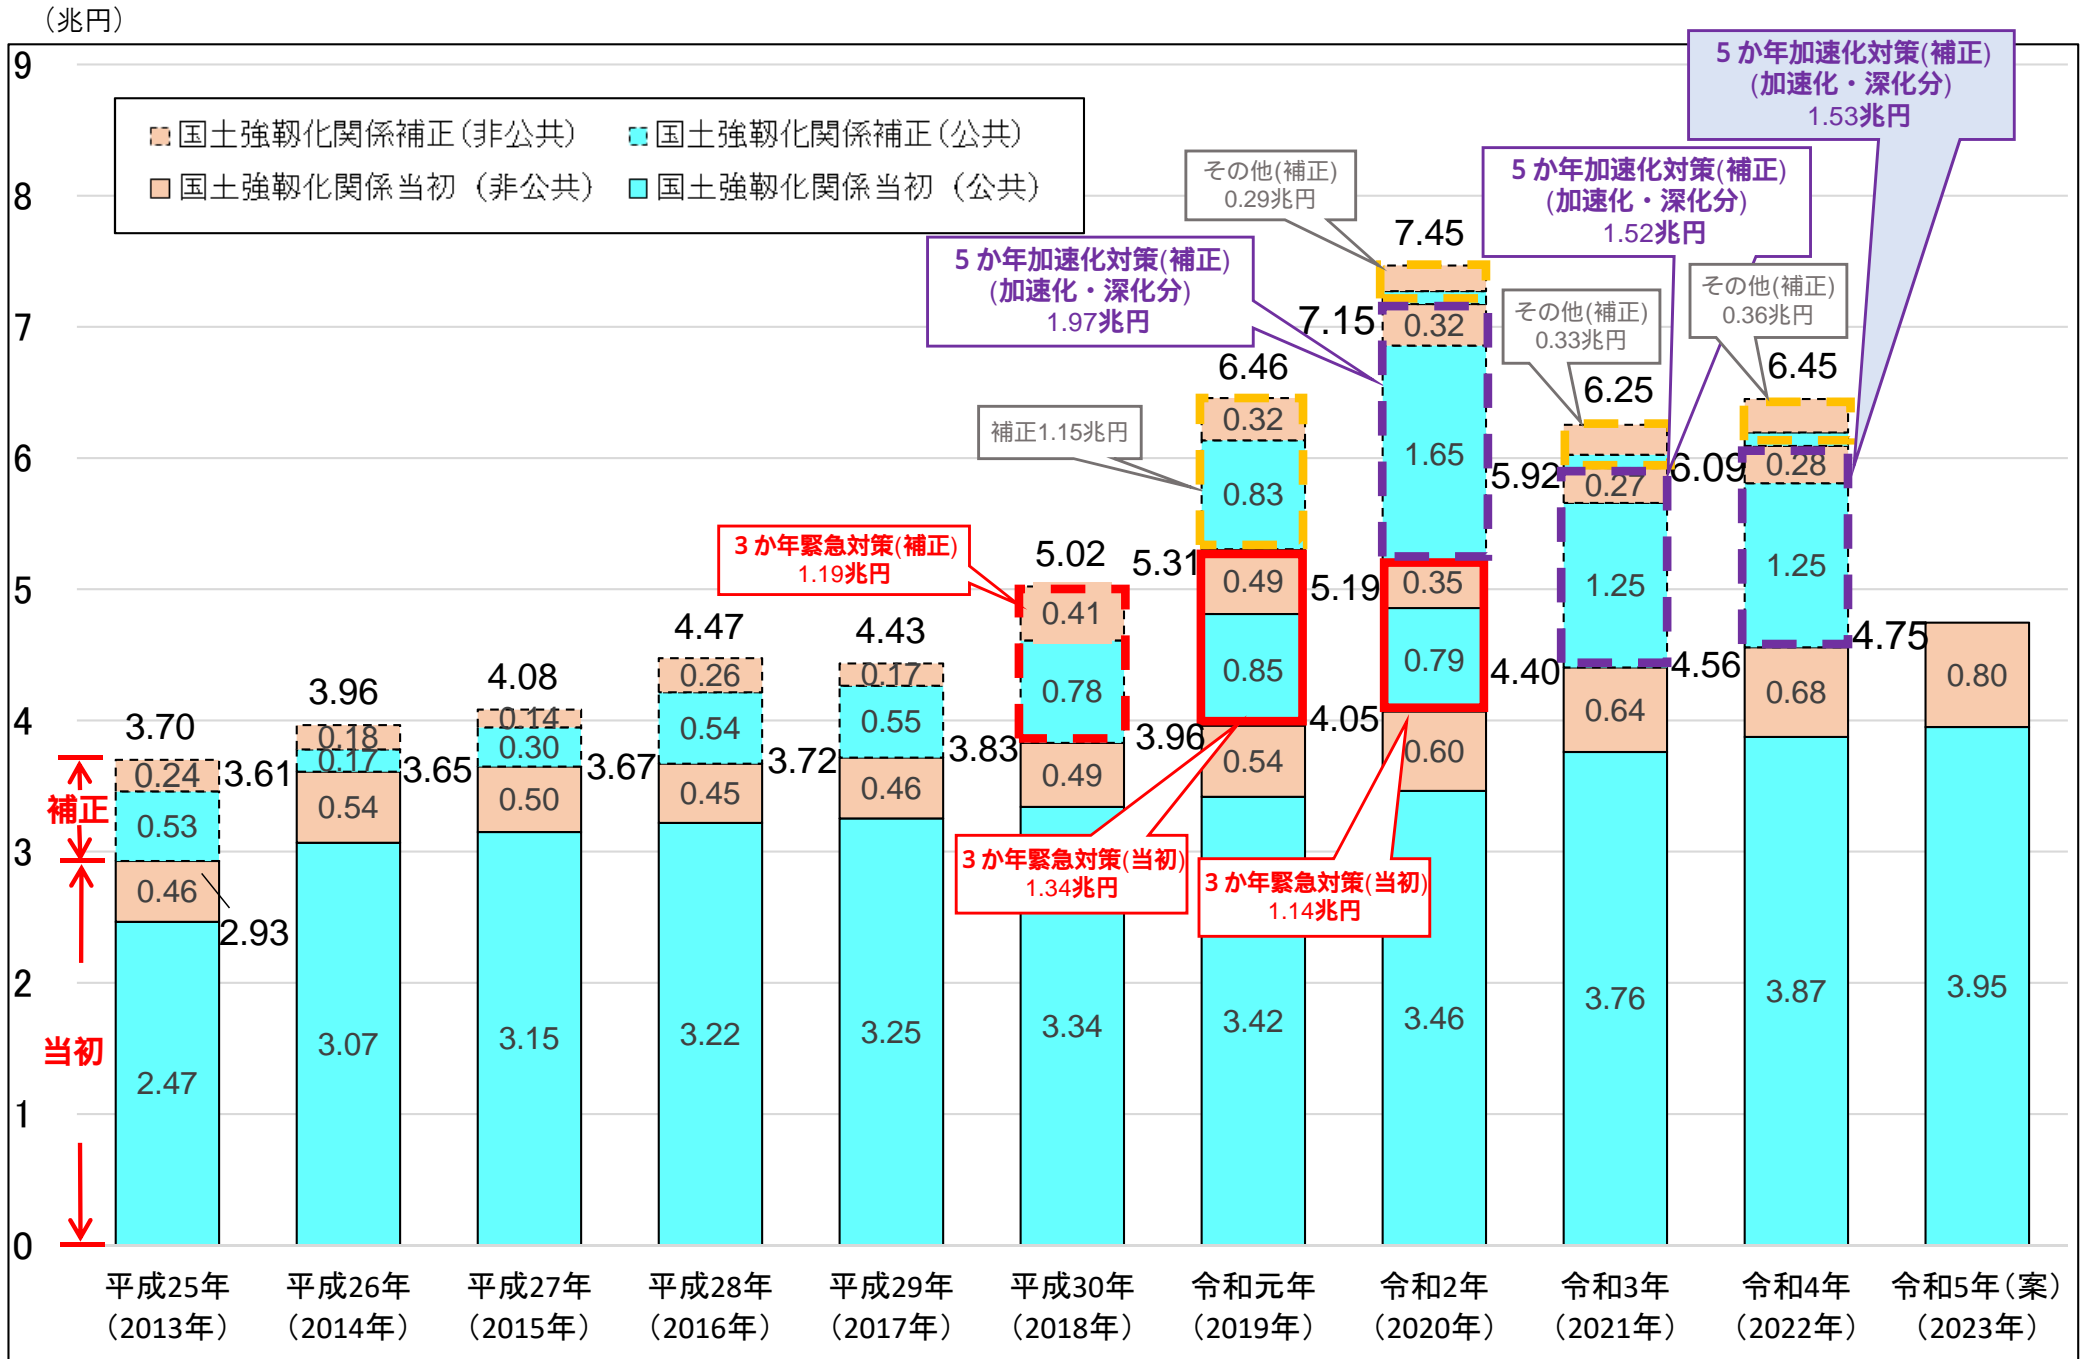 （兆円）
9
8
7
6
5
4
3
2
1
0
国土強靱化関係補正(非公共)
国土強靱化関係補正(公共)
国土強靱化関係当初 (非公共)
国土強靱化関係当初 (公共)
補正
当初
3.70
0.24
0.53
0.46
2.93
2.47
3.96
0.18
0.17
3.61
0.54
3.07
4.08
0.14
0.30
3.65
0.50
3.15
4.47
0.26
0.54
3.67
0.45
3.22
4.43
0.17
0.55
3.72
0.46
3.25
3か年緊急対策(補正)
1.19兆円
5.02
0.41
0.78
3.83
0.49
3.34
補正1.15兆円
6.46
0.32
0.83
5.31
0.49
0.85
3.96
0.54
3か年緊急対策(当初)
1.34兆円
3.42
5か年加速化対策(補正)
(加速化・深化分)
1.97兆円
その他(補正)
0.29兆円
7.45
7.15
0.32
1.65
5.19
0.35
0.79
4.05
0.60
3か年緊急対策(当初)
1.14兆円
3.46
5か年加速化対策(補正)
(加速化・深化分)
1.52兆円
その他(補正)
0.33兆円
6.25
5.92
0.27
1.25
4.40
0.64
3.76
5か年加速化対策(補正)
(加速化・深化分)
1.53兆円
その他(補正)
0.36兆円
6.45
6.09
0.28
1.25
4.56
0.68
3.87
4.75
0.80
3.95
平成25年
（2013年）
平成26年
（2014年）
平成27年
（2015年）
平成28年
（2016年）
平成29年
（2017年）
平成30年
（2018年）
令和元年
（2019年）
令和2年
（2020年）
令和3年
（2021年）
令和4年
（2022年）
令和5年（案）
（2023年）